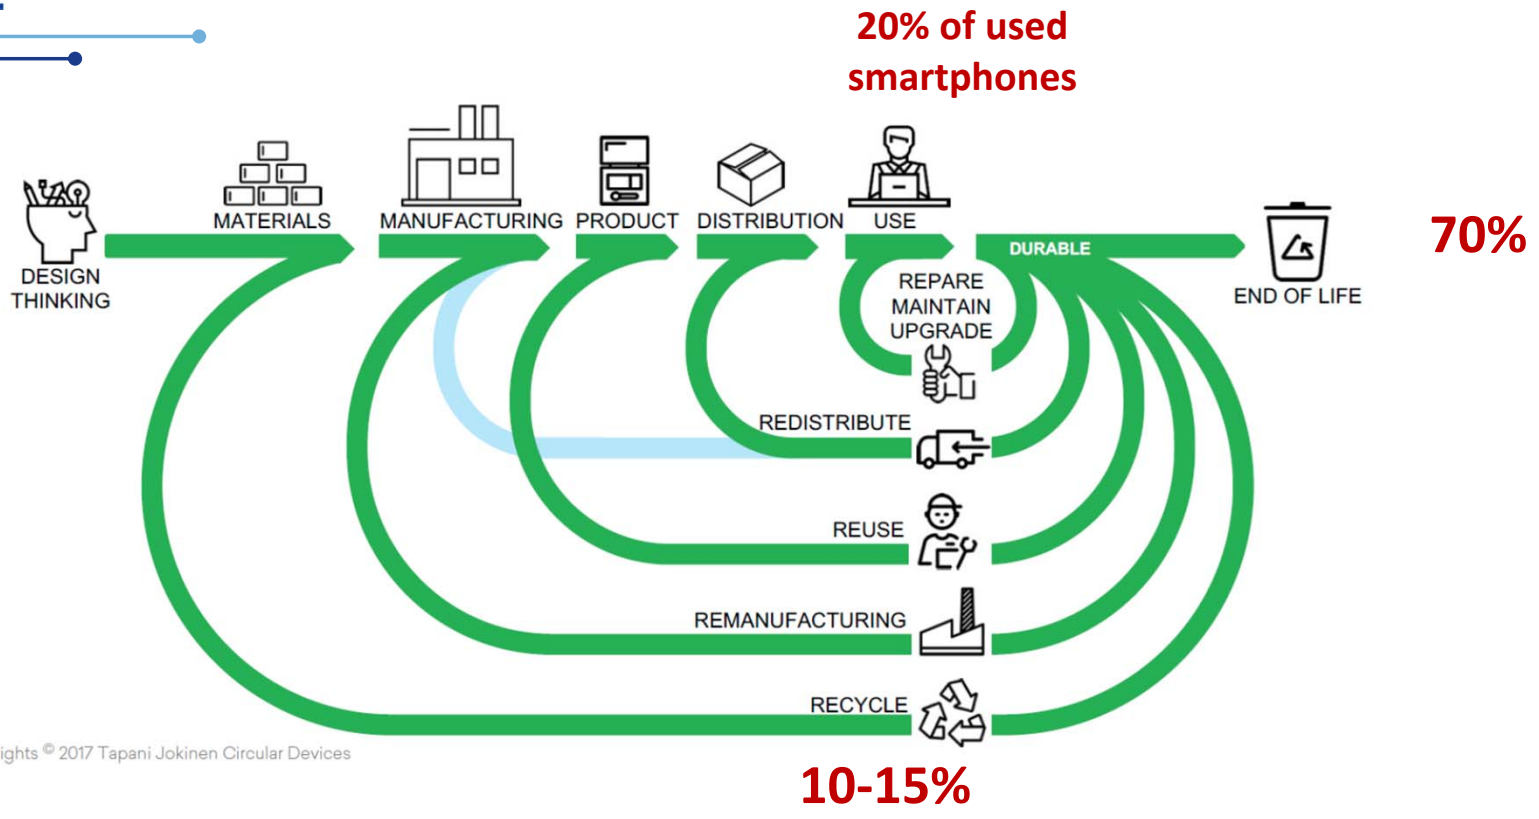 20% of used
smartphones
MATERIALS
MANUFACTURING
PRODUCT
DISTRIBUTION
USE
DESIGN
THINKING
DURABLE
70%
END OF LIFE
REPARE
MAINTAIN
UPGRADE
REDISTRIBUTE
REUSE
REMANUFACTURING
RECYCLE
ights © 2017 Tapani Jokinen Circular Devices
10-15%